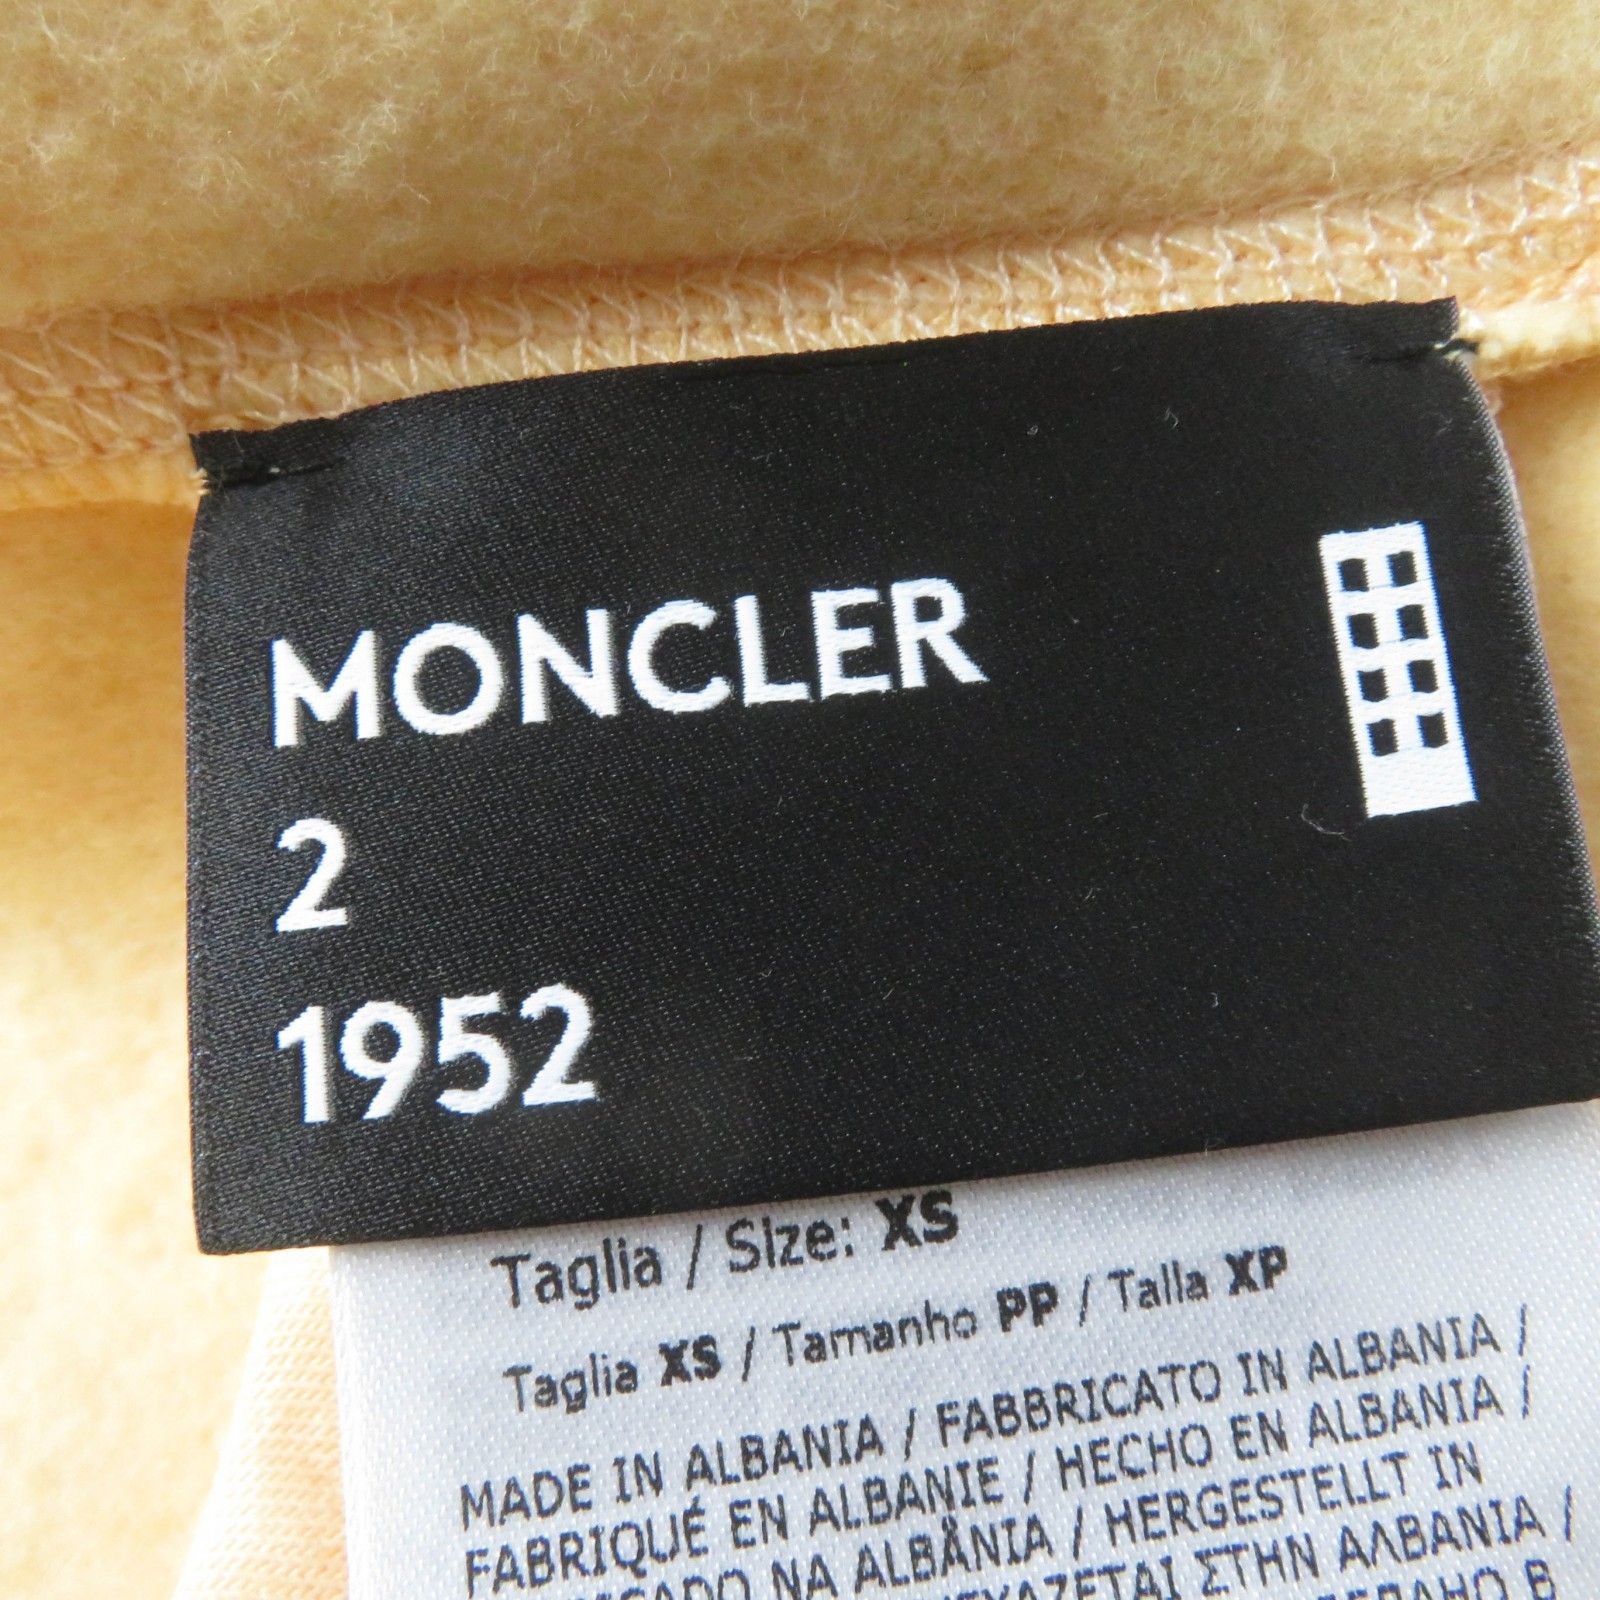 MONCLER
2
1952
Taglia / Size: XS
Taglia XS / Tamanho PP / Talla XP
MADE IN ALBANIA / FABBRICATO IN ALBANIA /
FABRIQUÉ EN ALBANIE / HECHO EN ALBANIA /
NA ALBÂNIA / HERGESTELLT IN
ΣΤΗΝ ΑΛΒΑΝΙΑ /